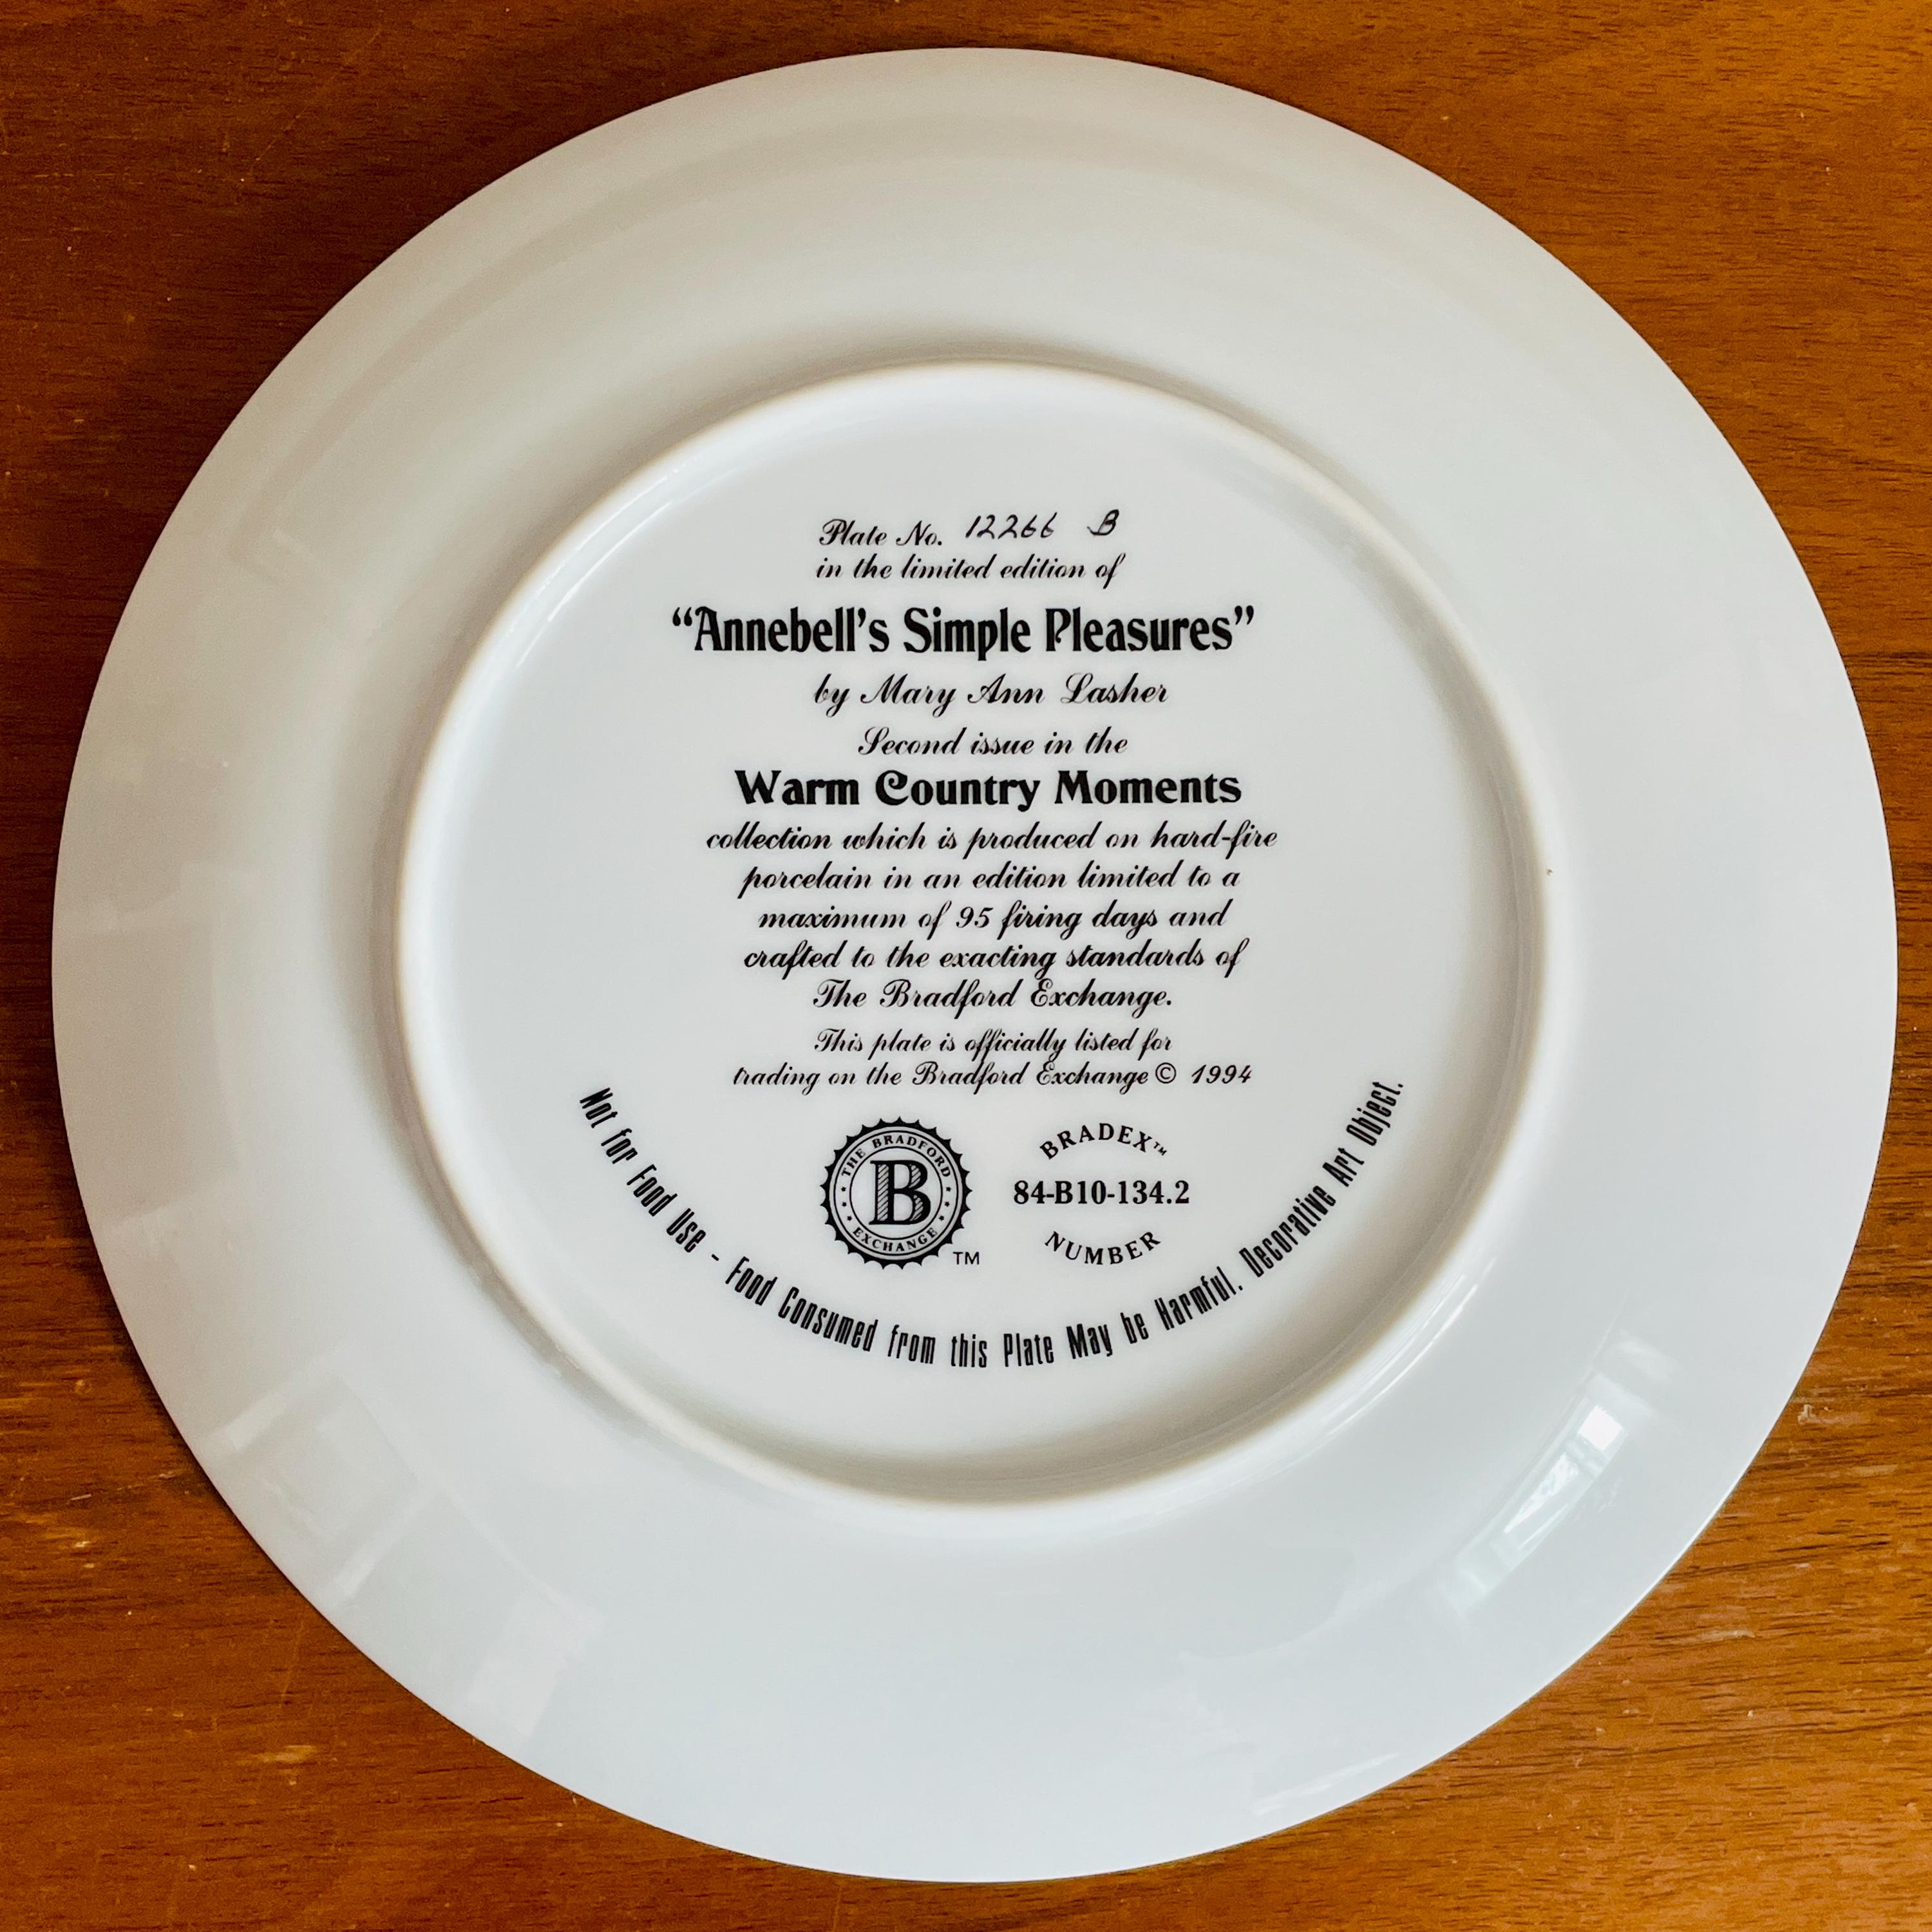 Plate No. 12266 B
in the limited edition of
“Annebell’s Simple Pleasures”
by Mary Ann Lasher
Second issue in the
Warm Country Moments
collection which is produced on hard-fire
porcelain in an edition limited to a
maximum of 95 firing days and
crafted to the exacting standards of
The Bradford Exchange.
This plate is officially listed for
trading on the Bradford Exchange © 1994
THE BRADFORD
B
EXCHANGE
TM
BRADEX™
84-B10-134.2
NUMBER
Not for Food Use - Food Consumed from this Plate May be Harmful. Decorative Art Object.